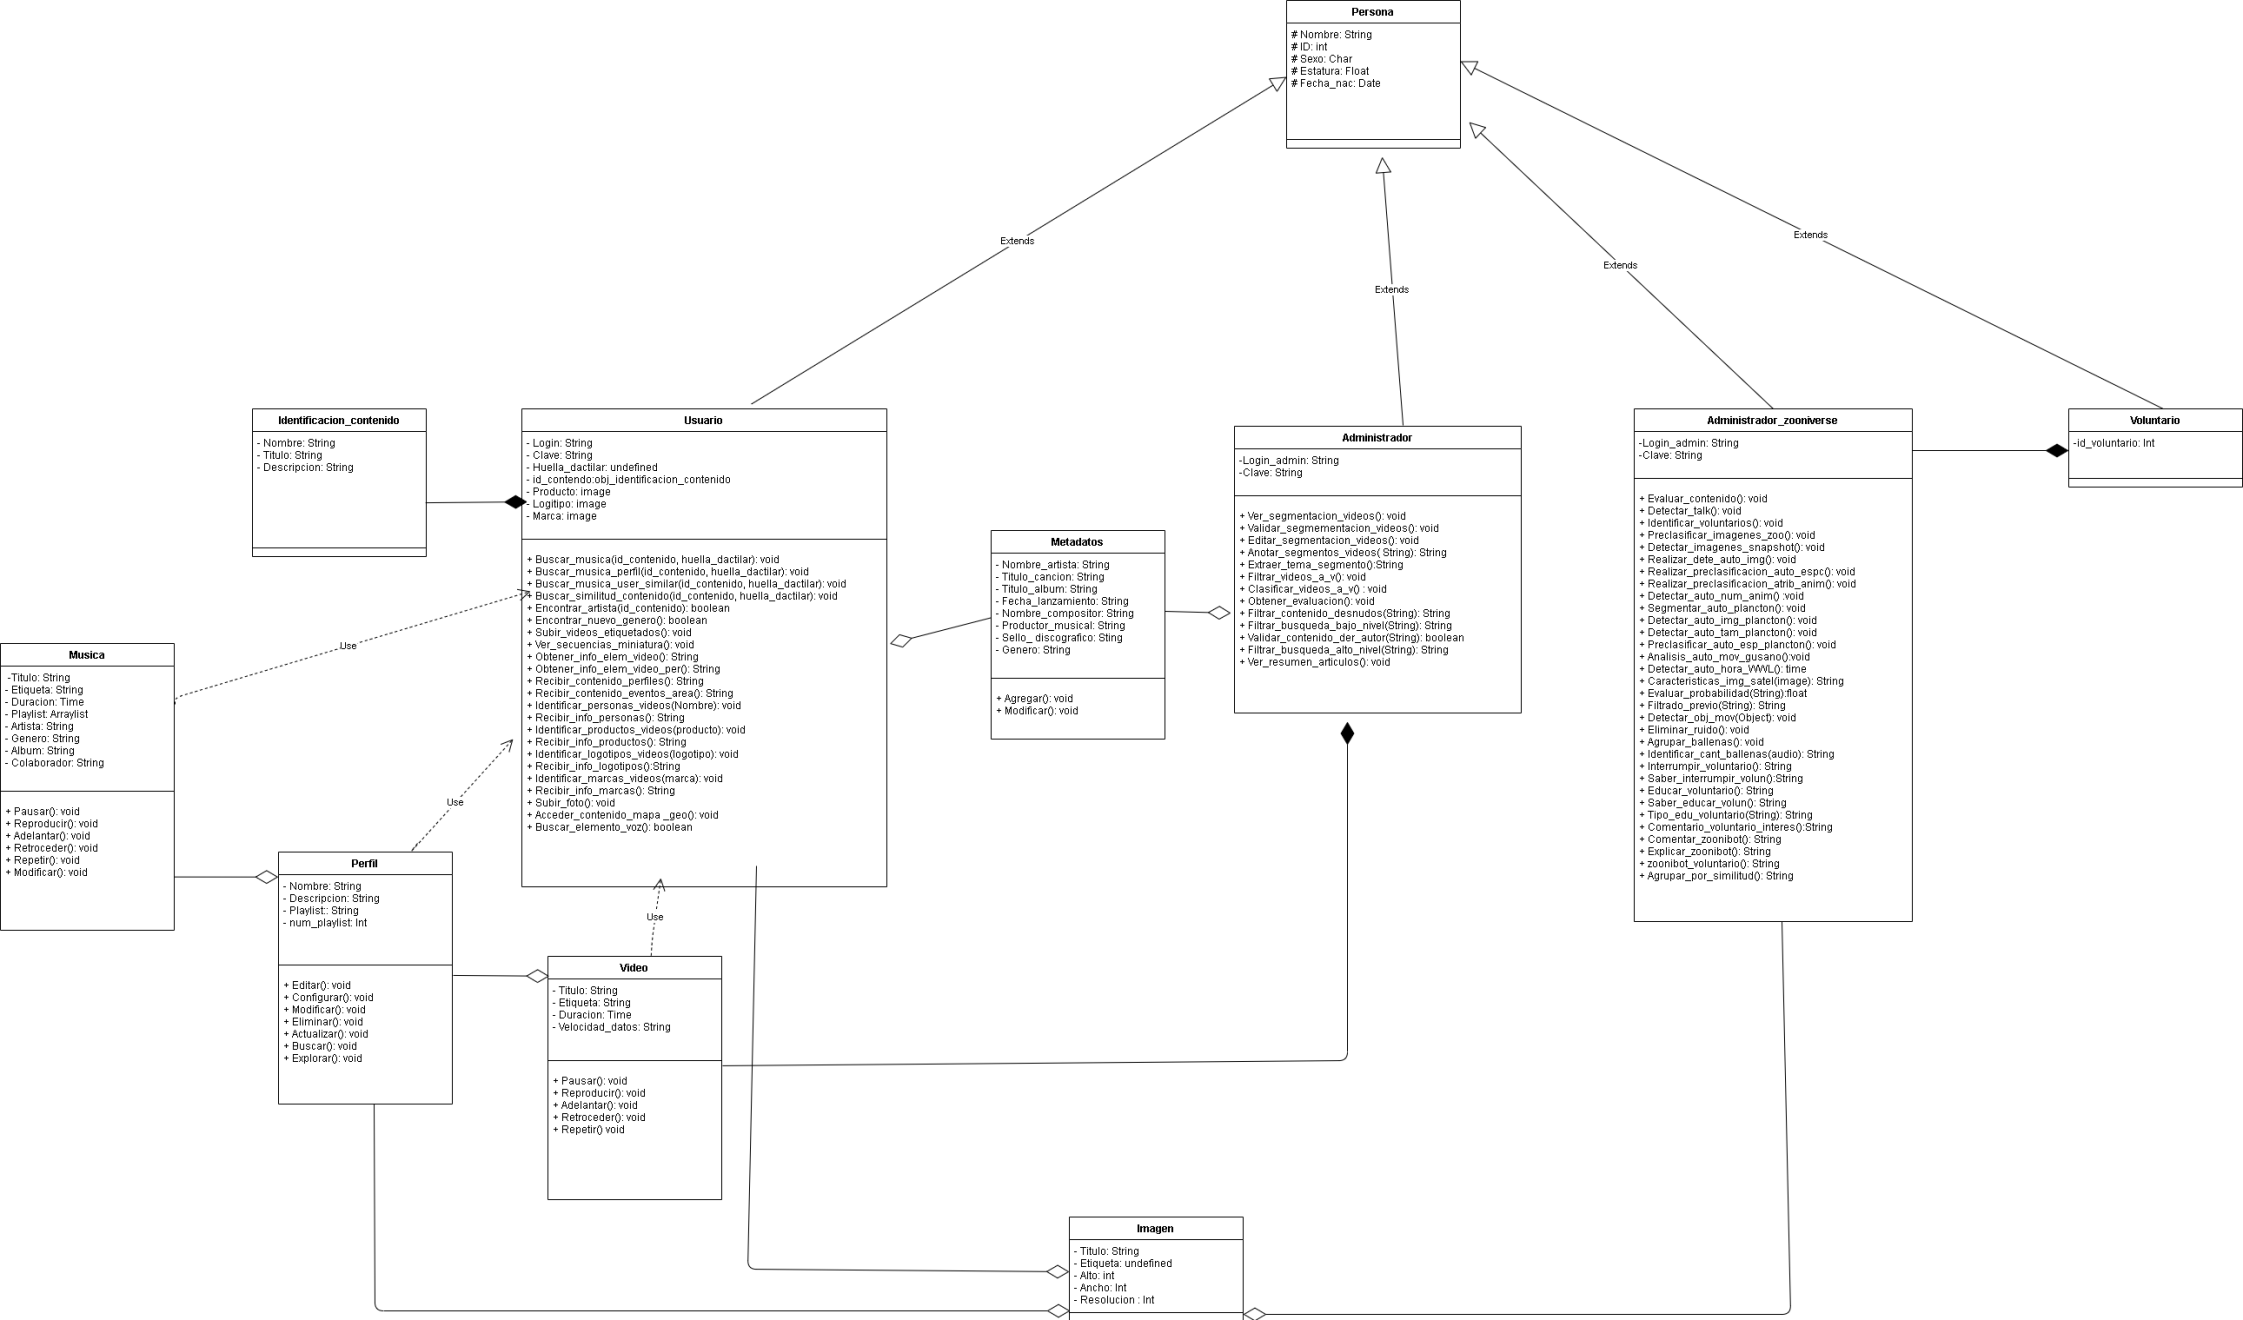 Persona
# Nombre: String
# ID: int
# Sexo: Char
# Estatura: Float
# Fecha_nac: Date
Extends
Extends
Extends
Extends
Identificacion_contenido
- Nombre: String
- Titulo: String
- Descripcion: String
Usuario
- Login: String
- Clave: String
- Huella_dactilar: undefined
- id_contendo:obj_identificacion_contenido
- Producto: image
- Logitipo: image
- Marca: image
+ Buscar_musica(id_contenido, huella_dactilar): void
+ Buscar_musica_perfil(id_contenido, huella_dactilar): void
+ Buscar_musica_user_similar(id_contenido, huella_dactilar): void
+ Buscar_similitud_contenido(id_contenido, huella_dactilar): void
+ Encontrar_artista(id_contenido): boolean
+ Encontrar_nuevo_genero(): boolean
+ Subir_videos_etiquetados(): void
+ Ver_secuencias_miniatura(): void
+ Obtener_info_elem_video(): String
+ Obtener_info_elem_video_per(): String
+ Recibir_contenido_perfiles(): String
+ Recibir_contenido_eventos_area(): String
+ Identificar_personas_videos(Nombre): void
+ Recibir_info_personas(): String
+ Identificar_productos_videos(producto): void
+ Recibir_info_productos(): String
+ Identificar_logotipos_videos(logotipo): void
+ Recibir_info_logotipos():String
+ Identificar_marcas_videos(marca): void
+ Recibir_info_marcas(): String
+ Subir_foto(): void
+ Acceder_contenido_mapa _geo(): void
+ Buscar_elemento_voz(): boolean
Metadatos
- Nombre_artista: String
- Titulo_cancion: String
- Titulo_album: String
- Fecha_lanzamiento: String
- Nombre_compositor: String
- Productor_musical: String
- Sello_ discografico: Sting
- Genero: String
+ Agregar(): void
+ Modificar(): void
Administrador
-Login_admin: String
-Clave: String
+ Ver_segmentacion_videos(): void
+ Validar_segmementacion_videos(): void
+ Editar_segmentacion_videos(): void
+ Anotar_segmentos_videos( String): String
+ Extraer_tema_segmento():String
+ Filtrar_videos_a_v(): void
+ Clasificar_videos_a_v() : void
+ Obtener_evaluacion(): void
+ Filtrar_contenido_desnudos(String): String
+ Filtrar_busqueda_bajo_nivel(String): String
+ Validar_contenido_der_autor(String): boolean
+ Filtrar_busqueda_alto_nivel(String): String
+ Ver_resumen_articulos(): void
Administrador_zooniverse
-Login_admin: String
-Clave: String
+ Evaluar_contenido(): void
+ Detectar_talk(): void
+ Identificar_voluntarios(): void
+ Preclasificar_imagenes_zoo(): void
+ Detectar_imagenes_snapshot(): void
+ Realizar_dete_auto_img(): void
+ Realizar_preclasificacion_auto_espc(): void
+ Realizar_preclasificacion_atrib_anim(): void
+ Detectar_auto_num_anim() :void
+ Segmentar_auto_plancton(): void
+ Detectar_auto_img_plancton(): void
+ Detectar_auto_tam_plancton(): void
+ Preclasificar_auto_esp_plancton(): void
+ Analisis_auto_mov_gusano():void
+ Detectar_auto_hora_WWL(): time
+ Caracteristicas_img_satel(image): String
+ Evaluar_probabilidad(String):float
+ Filtrado_previo(String): String
+ Detectar_obj_mov(Object): void
+ Eliminar_ruido(): void
+ Agrupar_ballenas(): void
+ Identificar_cant_ballenas(audio): String
+ Interrumpir_voluntario(): String
+ Saber_interrumpir_volun():String
+ Educar_voluntario(): String
+ Saber_educar_volun(): String
+ Tipo_edu_voluntario(String): String
+ Comentario_voluntario_interes():String
+ Comentar_zoonibot(): String
+ Explicar_zoonibot(): String
+ zoonibot_voluntario(): String
+ Agrupar_por_similitud(): String
Voluntario
-id_voluntario: Int
Use
Musica
-Titulo: String
- Etiqueta: String
- Duracion: Time
- Playlist: Arraylist
- Artista: String
- Genero: String
- Album: String
- Colaborador: String
+ Pausar(): void
+ Reproducir(): void
+ Adelantar(): void
+ Retroceder(): void
+ Repetir(): void
+ Modificar(): void
Use
Perfil
- Nombre: String
- Descripcion: String
- Playlist:: String
- num_playlist: Int
+ Editar(): void
+ Configurar(): void
+ Modificar(): void
+ Eliminar(): void
+ Actualizar(): void
+ Buscar(): void
+ Explorar(): void
Use
Video
- Titulo: String
- Etiqueta: String
- Duracion: Time
- Velocidad_datos: String
+ Pausar(): void
+ Reproducir(): void
+ Adelantar(): void
+ Retroceder(): void
+ Repetir() void
Imagen
- Titulo: String
- Etiqueta: undefined
- Alto: int
- Ancho: Int
- Resolucion : Int